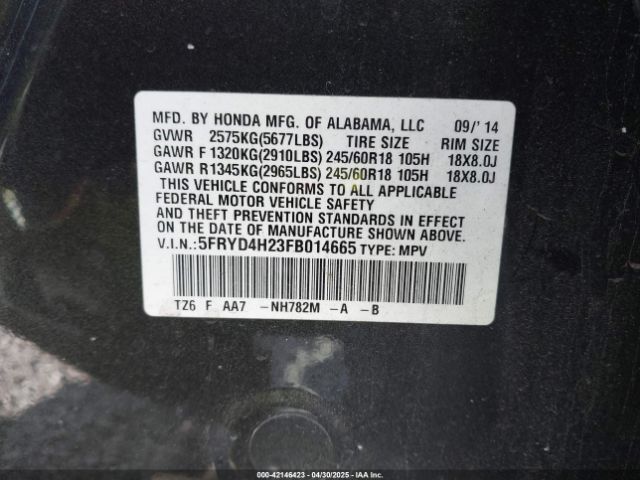 MFD. BY HONDA MFG. OF ALABAMA, LLC 09/' 14
GVWR 2575KG(5677LBS) TIRE SIZE RIM SIZE
GAWR F 1320KG(2910LBS) 245/60R18 105H 18X8.0J
GAWR R1345KG(2965LBS) 245/60R18 105H 18X8.0J
THIS VEHICLE CONFORMS TO ALL APPLICABLE
FEDERAL MOTOR VEHICLE SAFETY
AND THEFT PREVENTION STANDARDS IN EFFECT
ON THE DATE OF MANUFACTURE SHOWN ABOVE.
V.I.N.:5FRYD4H23FB014665 TYPE: MPV
TZ6 F AA7 -NH782M -A -B
000-42146423 - 04/30/2025 - IAA Inc.